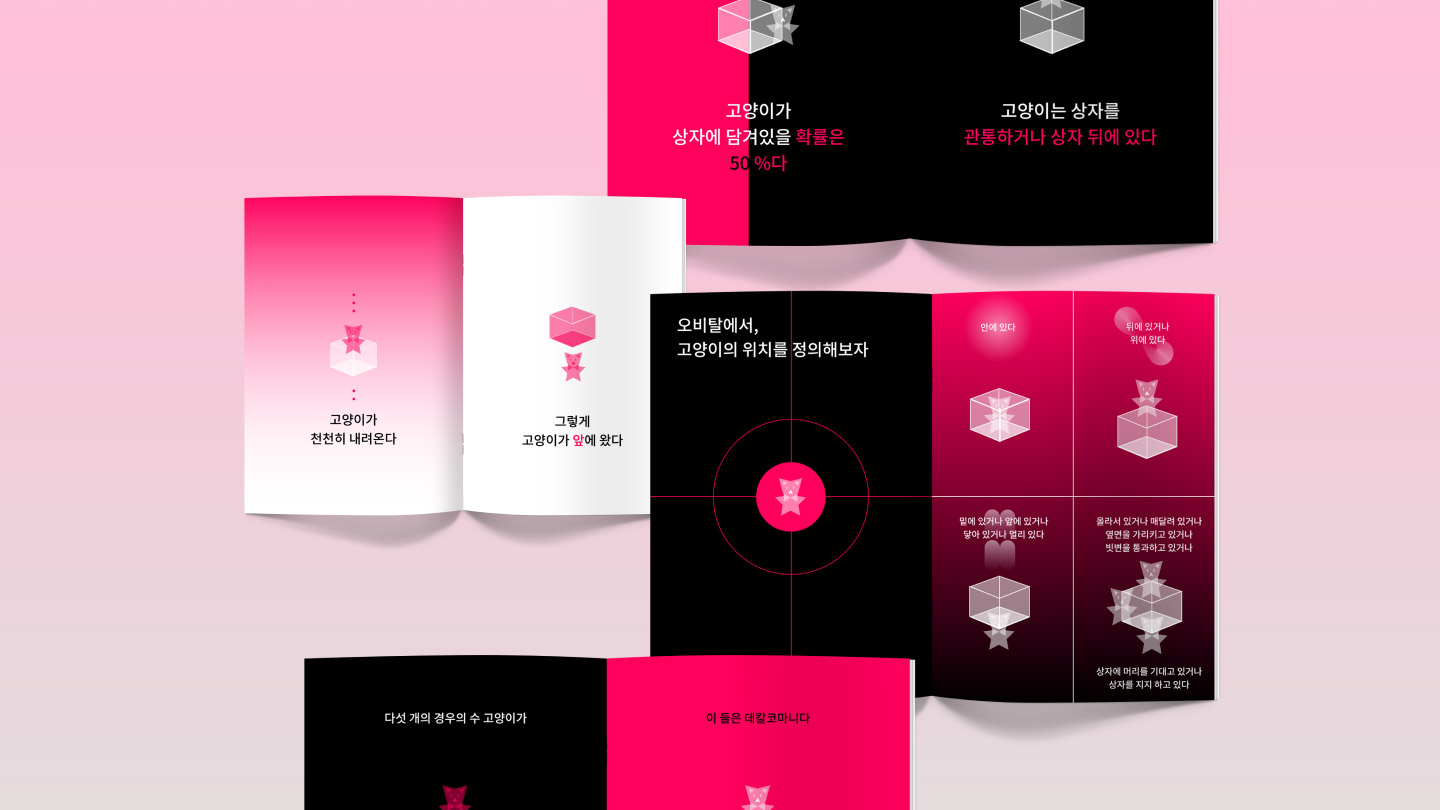 고양이가
상자에 담겨있을 확률은
50 %다
고양이는 상자를
관통하거나 상자 뒤에 있다
고양이가
천천히 내려온다
그렇게
고양이가 앞에 왔다
오비탈에서,
고양이의 위치를 정의해보자
안에 있다
뒤에 있거나
위에 있다
밑에 있거나 앞에 있거나
닿아 있거나 멀리 있다
올라서 있거나 매달려 있거나
옆면을 가리키고 있거나
빗변을 통과하고 있거나
상자에 머리를 기대고 있거나
상자를 지지 하고 있다
다섯 개의 경우의 수 고양이가
이 둘은 데칼코마니다